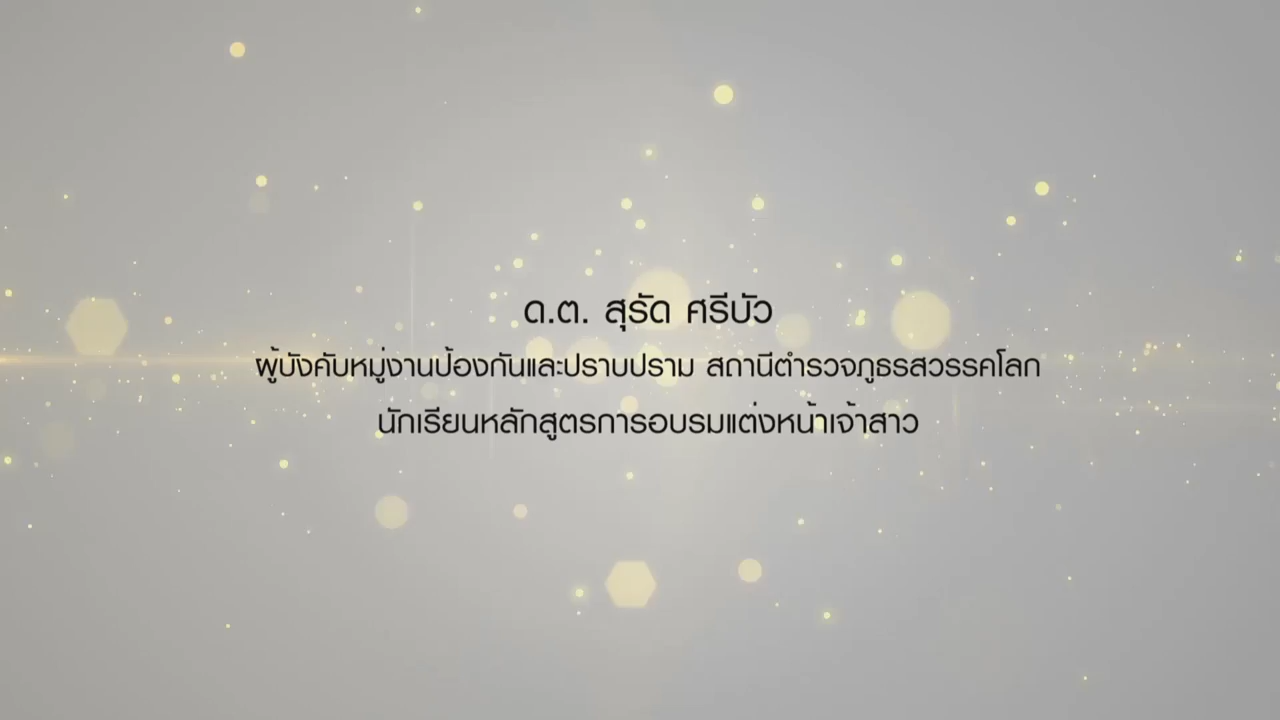 ด.ต. สุรัด ศรีบัว
ผู้บังคับหมู่งานป้องกันและปราบปราม สถานีตำรวจภูธรสวรรคโลก
นักเรียนหลักสูตรการอบรมแต่งหน้าเจ้าสาว